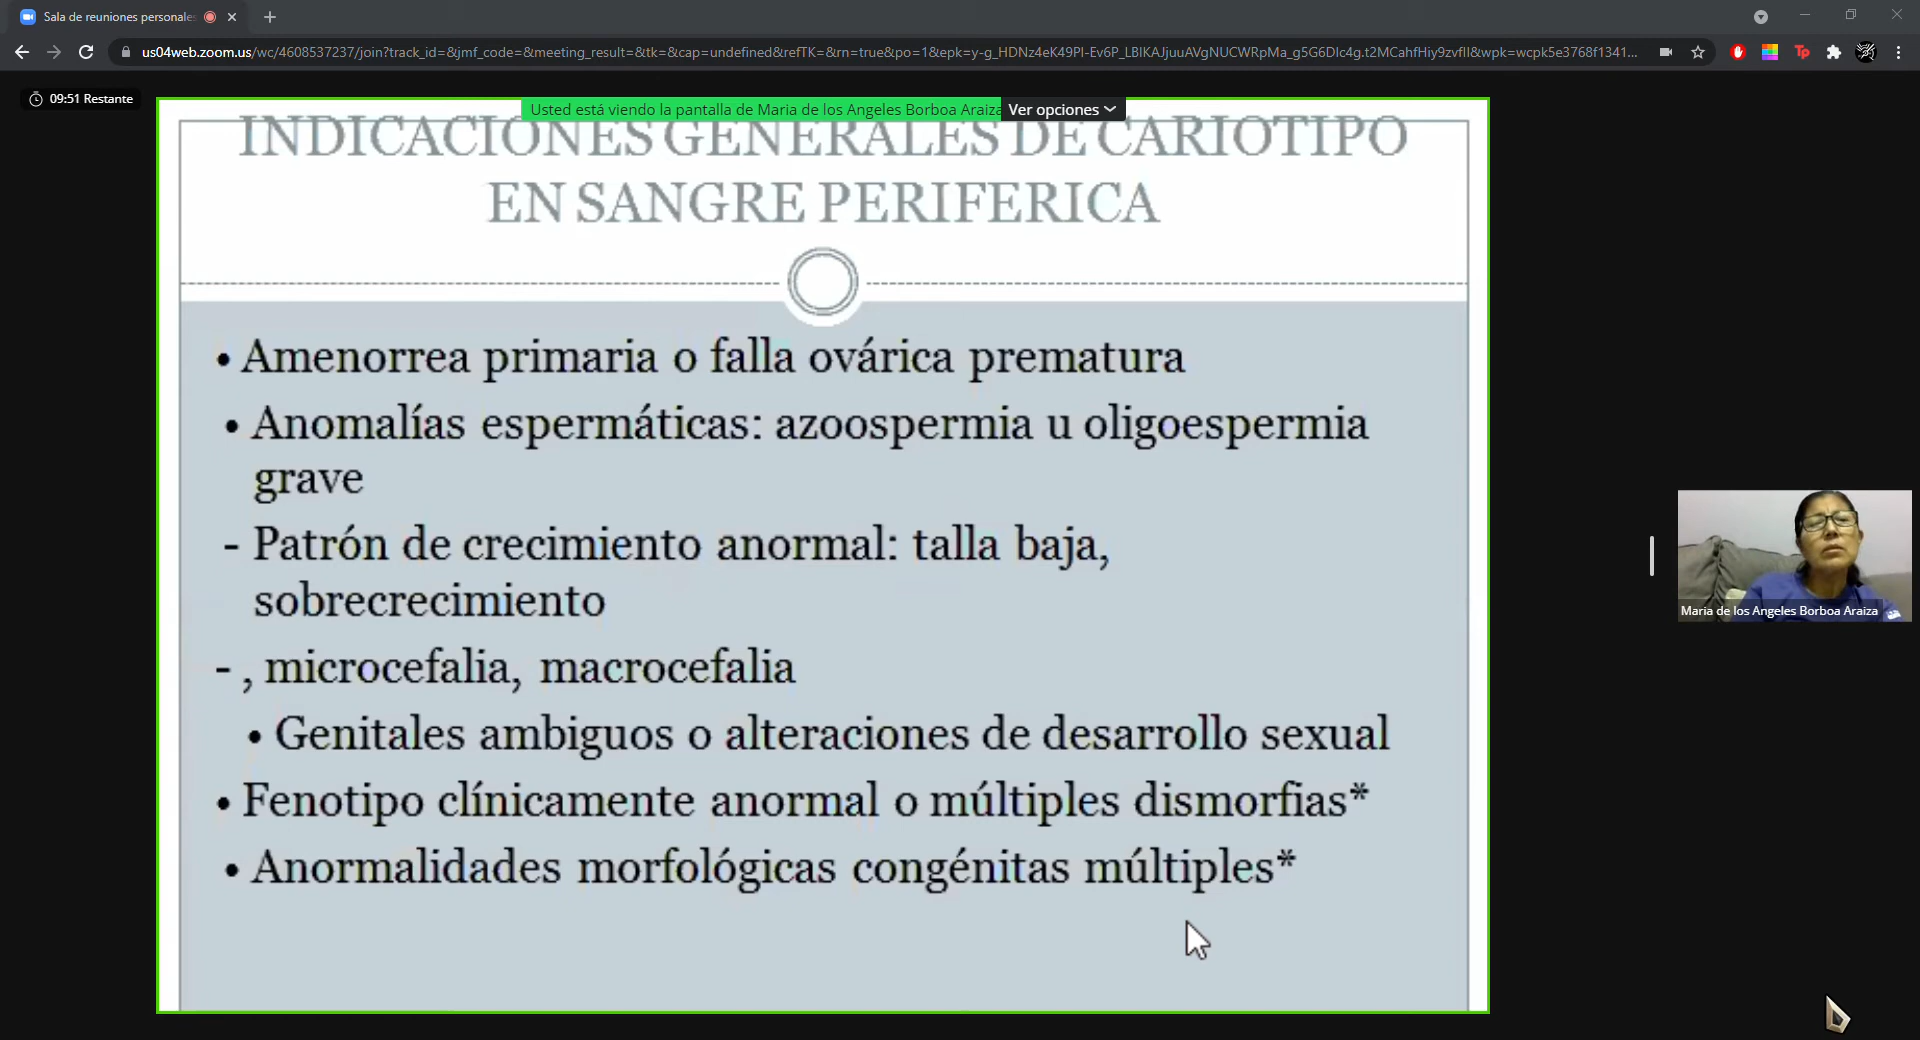 Sala de reuniones personales
us04web.zoom.us/wc/4608537237/join?track_id=&jmf_code=&meeting_result=&tk=&cap=undefined&refTK=&rn=true&po=1&epk=y-g_HDNz4eK49PI-Ev6P_LBIKAJjuuAVgNUCWRpMa_g5G6DIc4g.t2MCahfHiy9zvfII&wpk=wcpk5e3768f1341...
09:51 Restante
Usted está viendo la pantalla de Maria de los Angeles Borboa Araiza Ver opciones
INDICACIONES GENERALES DE CARIOTIPO
EN SANGRE PERIFERICA
• Amenorrea primaria o falla ovárica prematura
• Anomalías espermáticas: azoospermia u oligoespermia
grave
- Patrón de crecimiento anormal: talla baja,
sobrecrecimiento
- , microcefalia, macrocefalia
• Genitales ambiguos o alteraciones de desarrollo sexual
• Fenotipo clínicamente anormal o múltiples dismorfias*
• Anormalidades morfológicas congénitas múltiples*
Maria de los Angeles Borboa Araiza